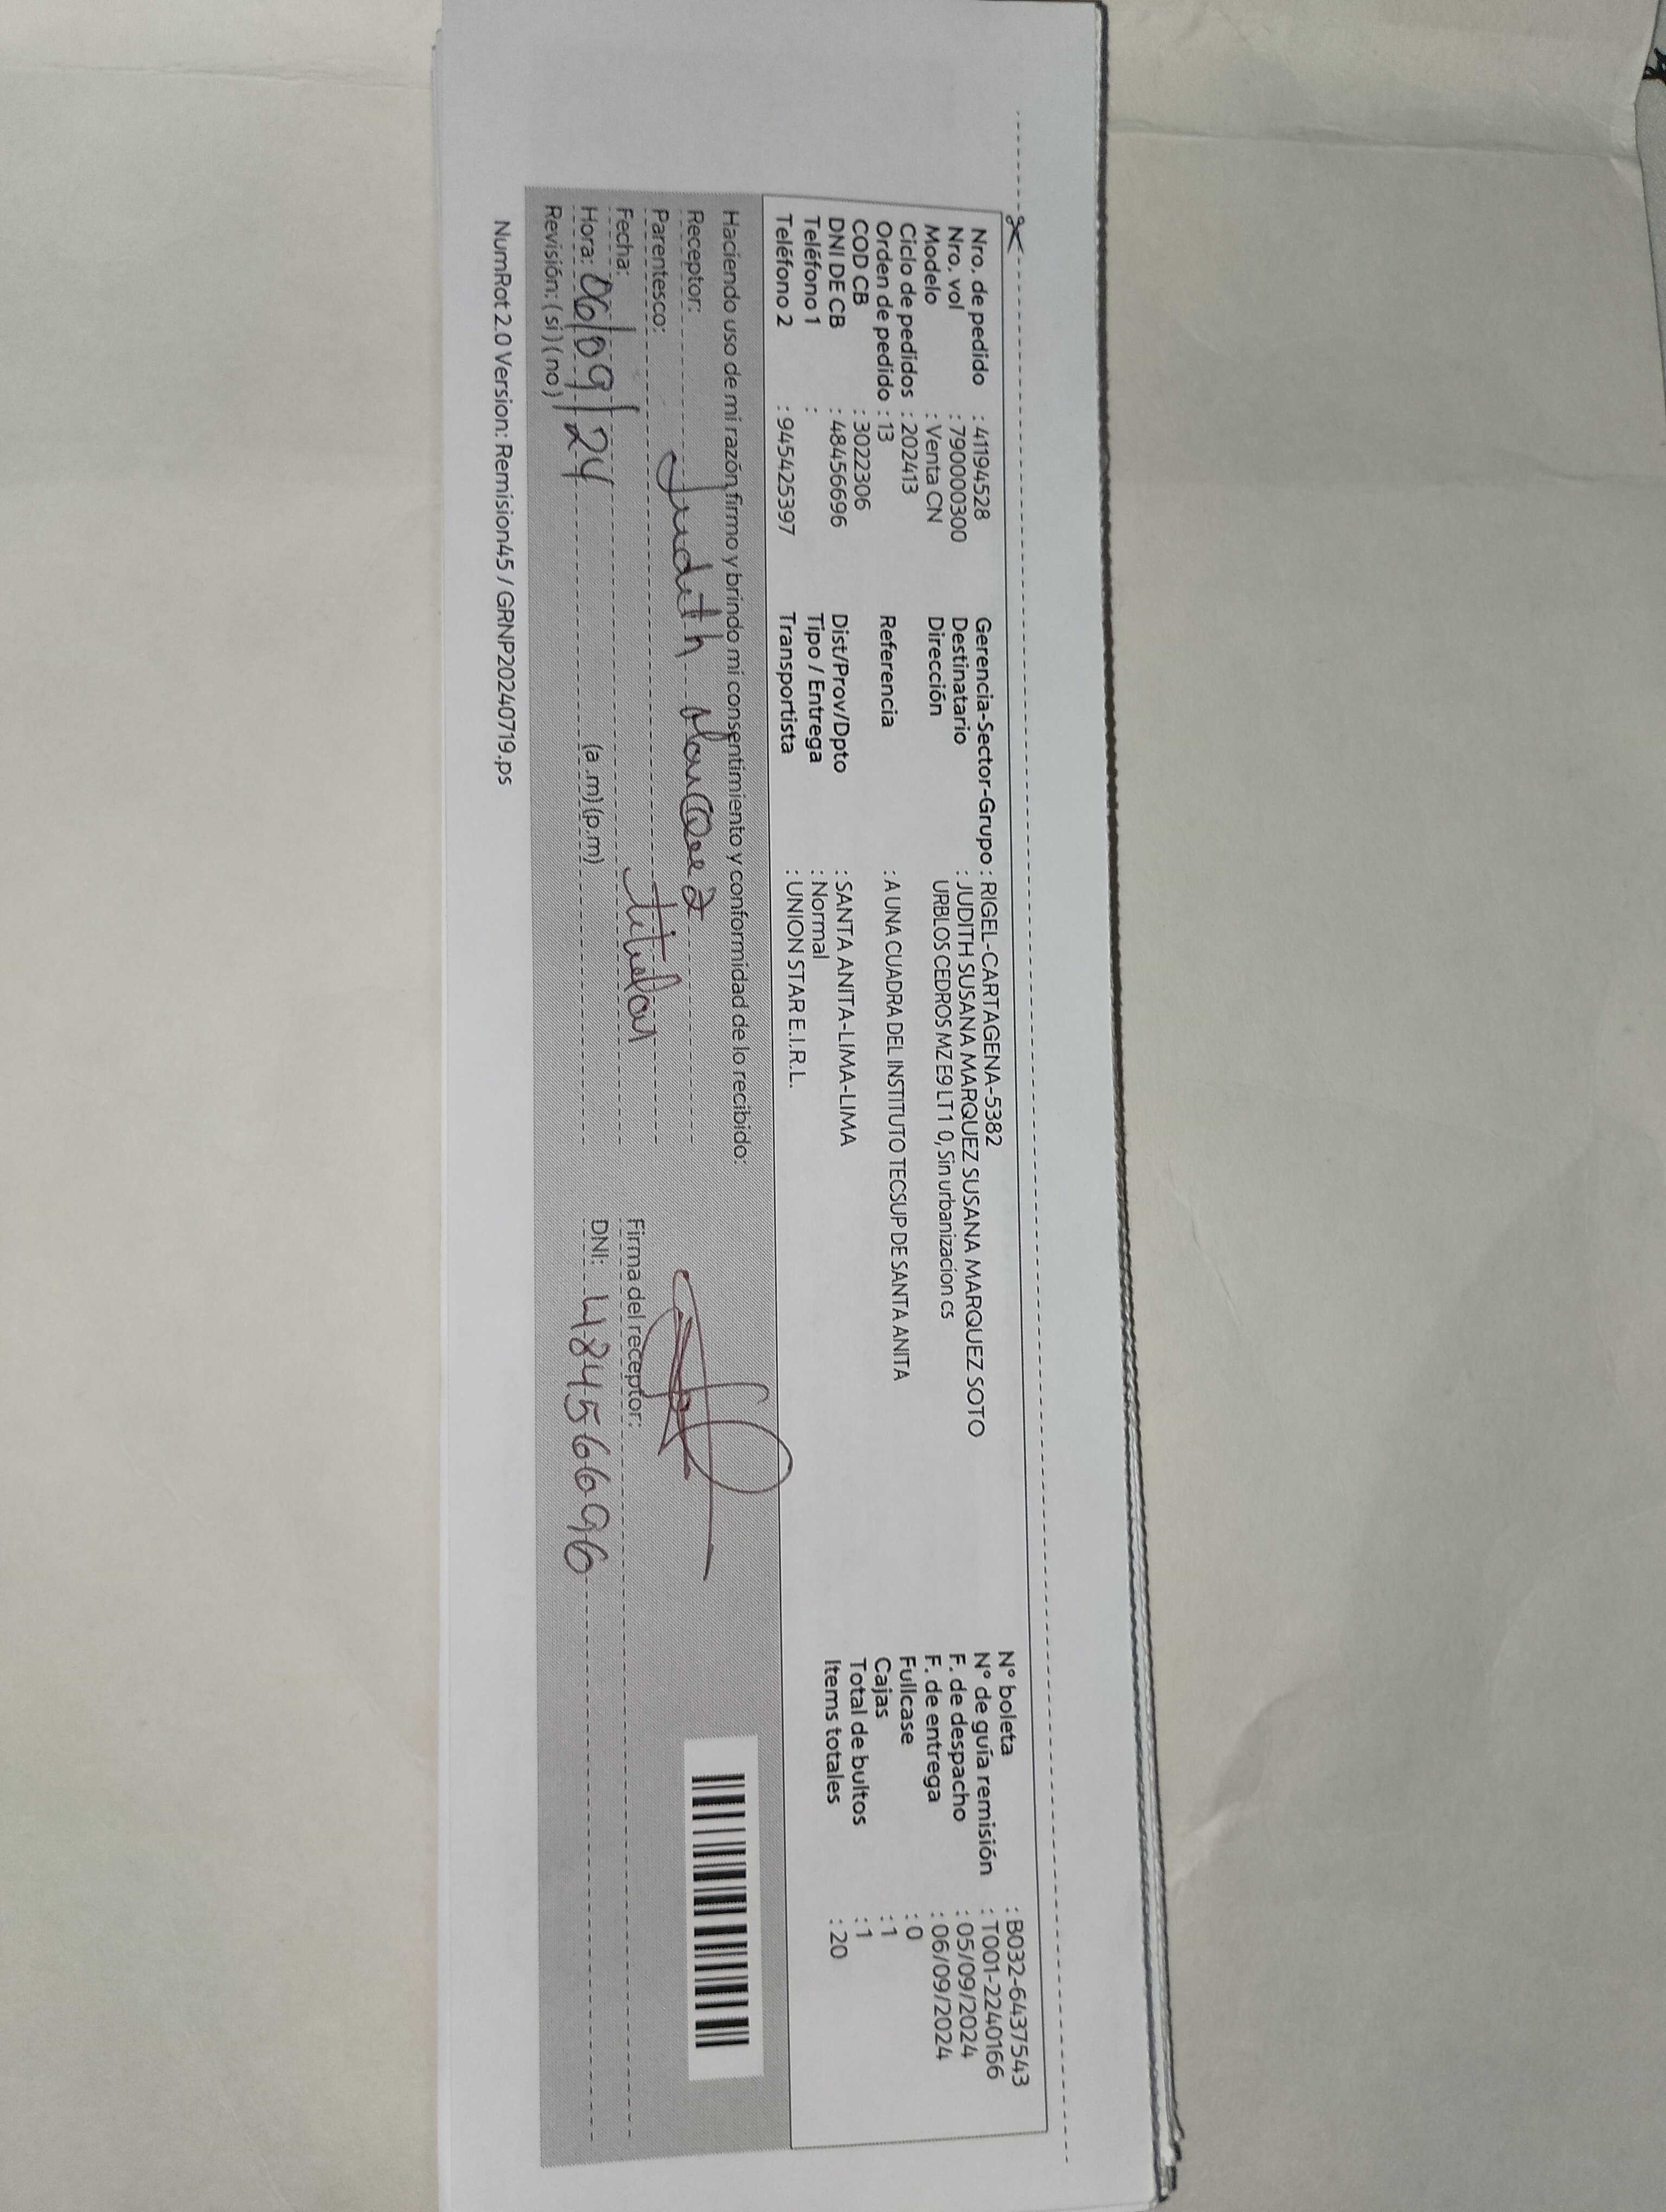 Nro. de pedido : 41194528
Nro. vol : 790000300
Modelo : Venta CN
Ciclo de pedidos : 202413
Orden de pedido : 13
COD CB : 3022306
DNI DE CB : 48456696
Teléfono 1 :
Teléfono 2 : 945425397
Gerencia-Sector-Grupo : RIGEL-CARTAGENA-5382
Destinatario : JUDITH SUSANA MARQUEZ SUSANA MARQUEZ SOTO
Dirección URBLOS CEDROS MZ E9 LT1 0, Sin urbanizacion cs
Referencia : A UNA CUADRA DEL INSTITUTO TECSUP DE SANTA ANITA
Dist/Prov/Dpto : SANTA ANITA-LIMA-LIMA
Tipo / Entrega : Normal
Transportista : UNION STAR E.I.R.L.
N° boleta : B032-6437543
N° de guía remisión : T001-2240166
F. de despacho : 05/09/2024
F. de entrega : 06/09/2024
Fullcase : 0
Cajas : 1
Total de bultos : 1
Items totales : 20
Haciendo uso de mi razón, firmo y brindo mi consentimiento y conformidad de lo recibido:
Receptor: Judith
Parentesco: titular
Fecha:
Hora: 06/09/24 (a.m) (p.m)
Revisión: ( si ) ( no )
Firma del receptor:
DNI: 48456696
NumRot 2.0 Version: Remision45 / GRNP20240719.ps